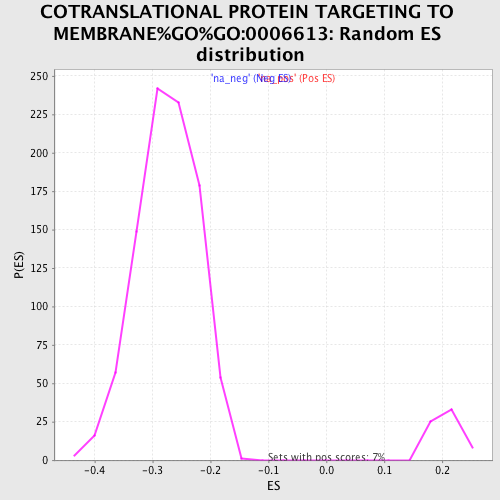 COTRANSLATIONAL PROTEIN TARGETING TO
MEMBRANE%GO%GO:0006613: Random ES
distribution
'na_neg' (Neg ES)
'na_pos' (Pos ES)
250
225
200
175
150
125
100
75
50
25
0
P(ES)
Sets with pos scores: 7%
-0.4 -0.3 -0.2 -0.1 0.0 0.1 0.2
ES